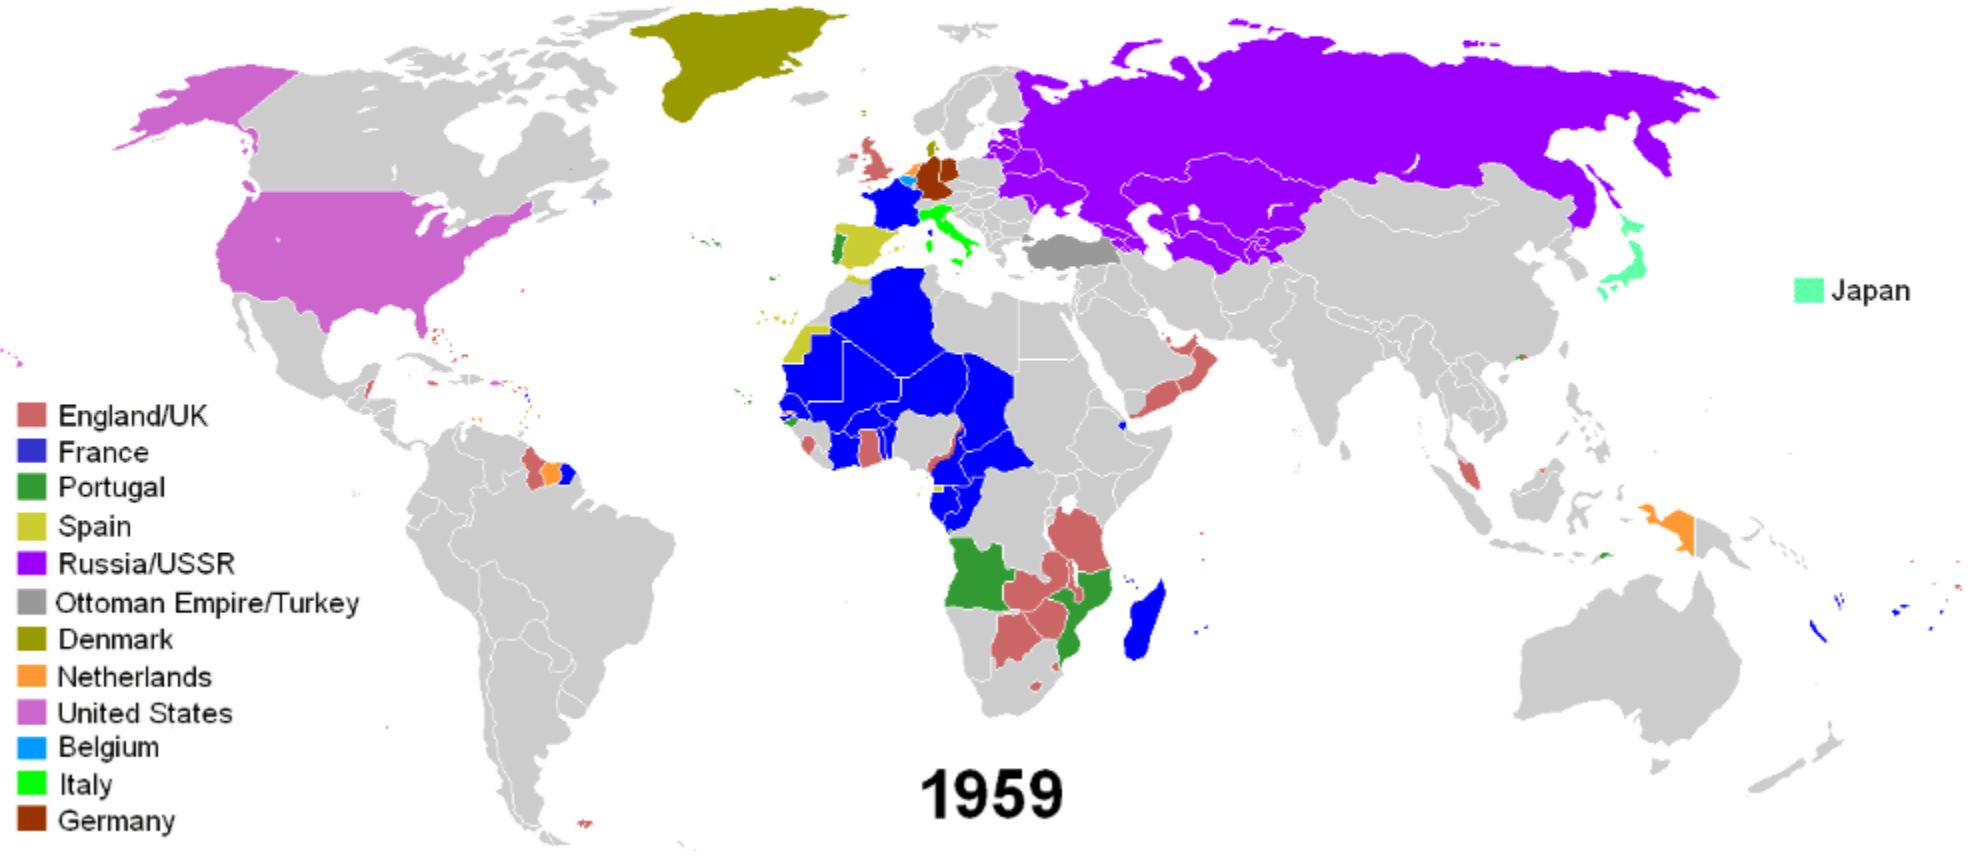 England/UK
France
Portugal
Spain
Russia/USSR
Ottoman Empire/Turkey
Denmark
Netherlands
United States
Belgium
Italy
Germany
Japan
1959